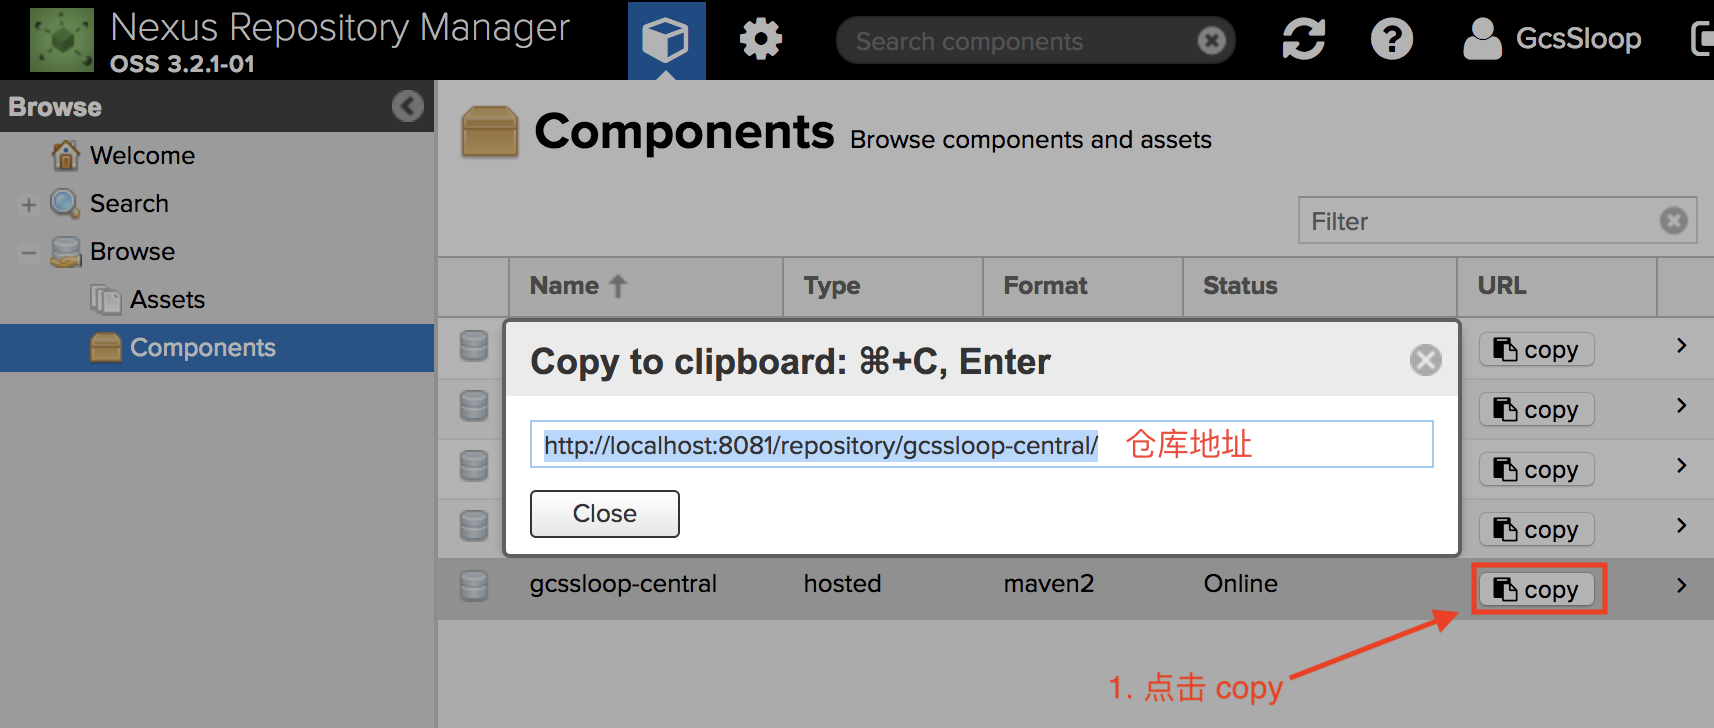 Nexus Repository Manager
OSS 3.2.1-01
Search components
GcsSloop
Browse
Welcome
Search
Browse
Assets
Components
Components Browse components and assets
Filter
Name Type Format Status URL
copy
copy
copy
copy
Copy to clipboard: ⌘+C, Enter
http://localhost:8081/repository/gcssloop-central/ 仓库地址
Close
gcssloop-central hosted maven2 Online copy
1. 点击 copy